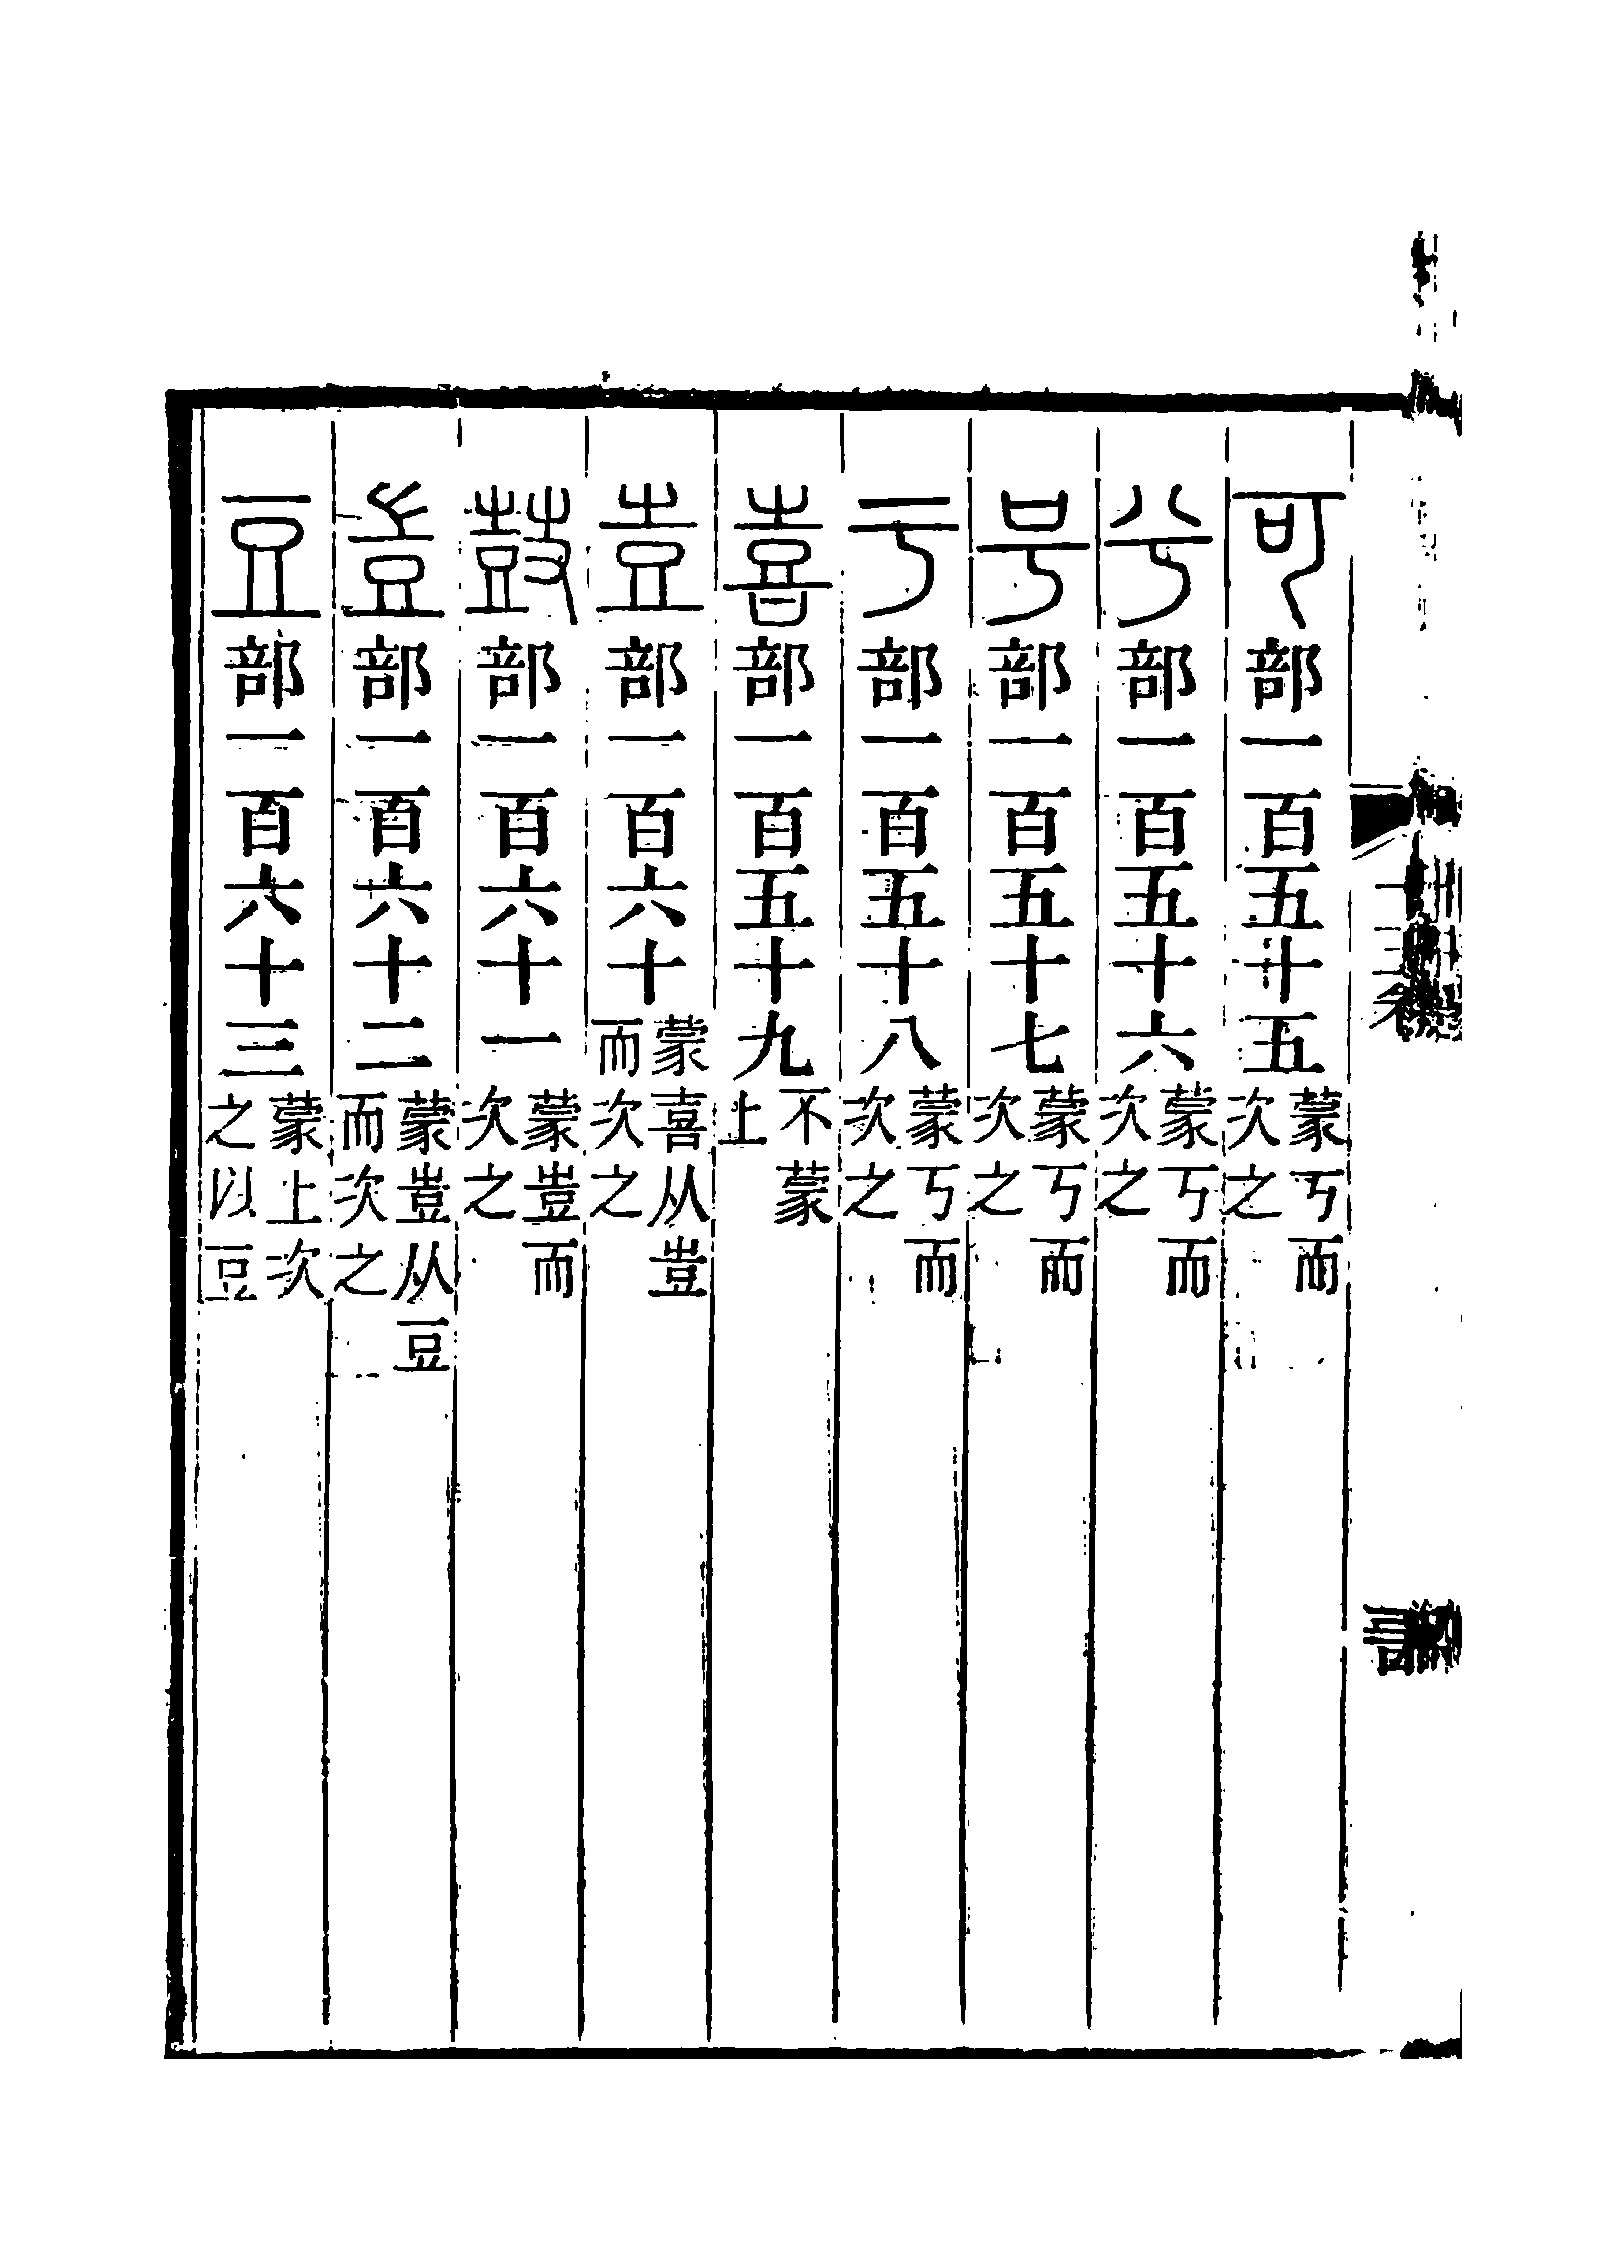 可部一百五十五蒙丂而次之
兮部一百五十六蒙丂而次之
号部一百五十七蒙丂而次之
亏部一百五十八蒙丂而次之
喜部一百五十九不蒙上
壴部一百六十蒙喜从豈而次之
鼓部一百六十一蒙豈而次之
豈部一百六十二蒙豈从豆而次之
豆部一百六十三蒙上次之以豆